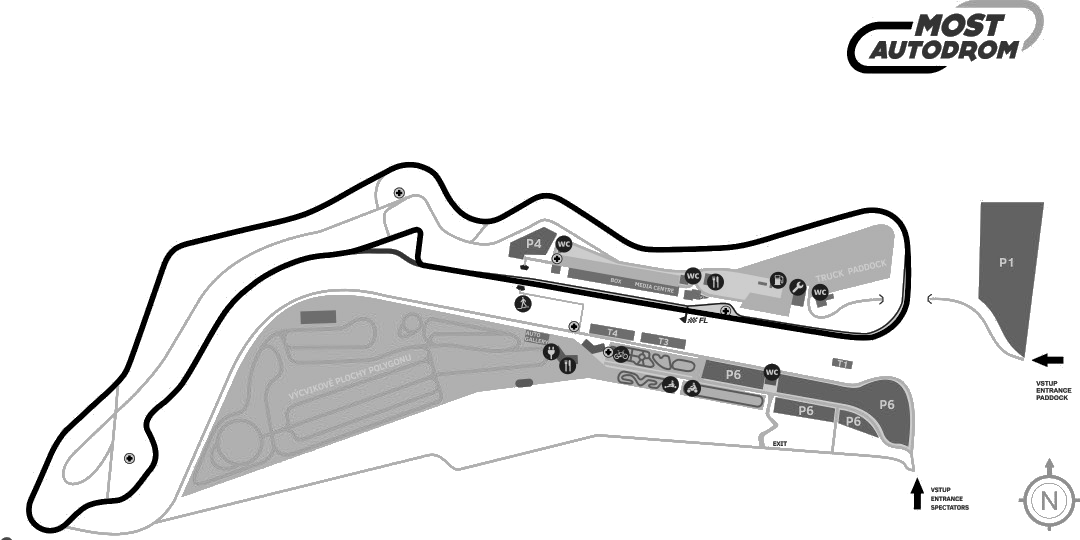 MOST
AUTODROM
P4
WC
P1
TRUCK PADDOCK
WC
BOX
MEDIA CENTRE
WC
FL
T4
T3
AUTO
GALLERY
VÝCVIKOVÉ PLOCHY POLYGONU
T1
P6
WC
P6
P6
P6
EXIT
VSTUP
ENTRANCE
PADDOCK
VSTUP
ENTRANCE
SPECTATORS
N